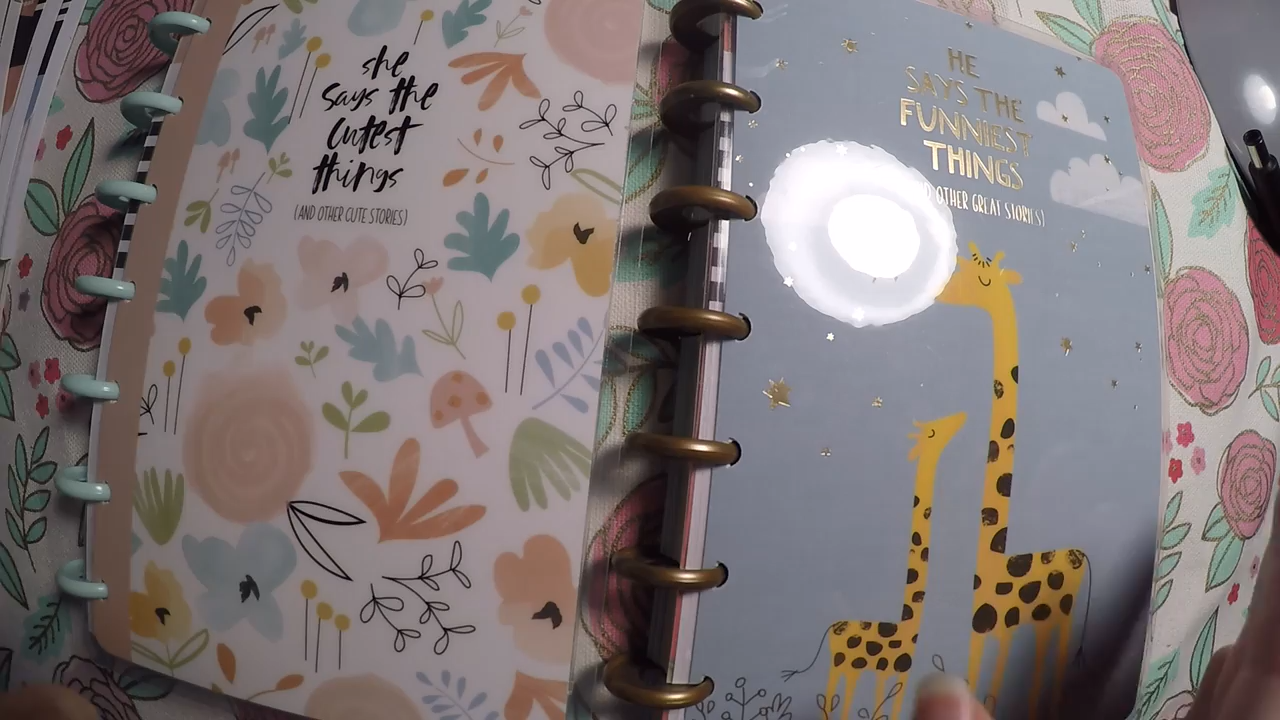 she
says the
cutest
things
(AND OTHER CUTE STORIES)
HE
SAYS THE
FUNNIEST
THINGS
OTHER GREAT STORIES)